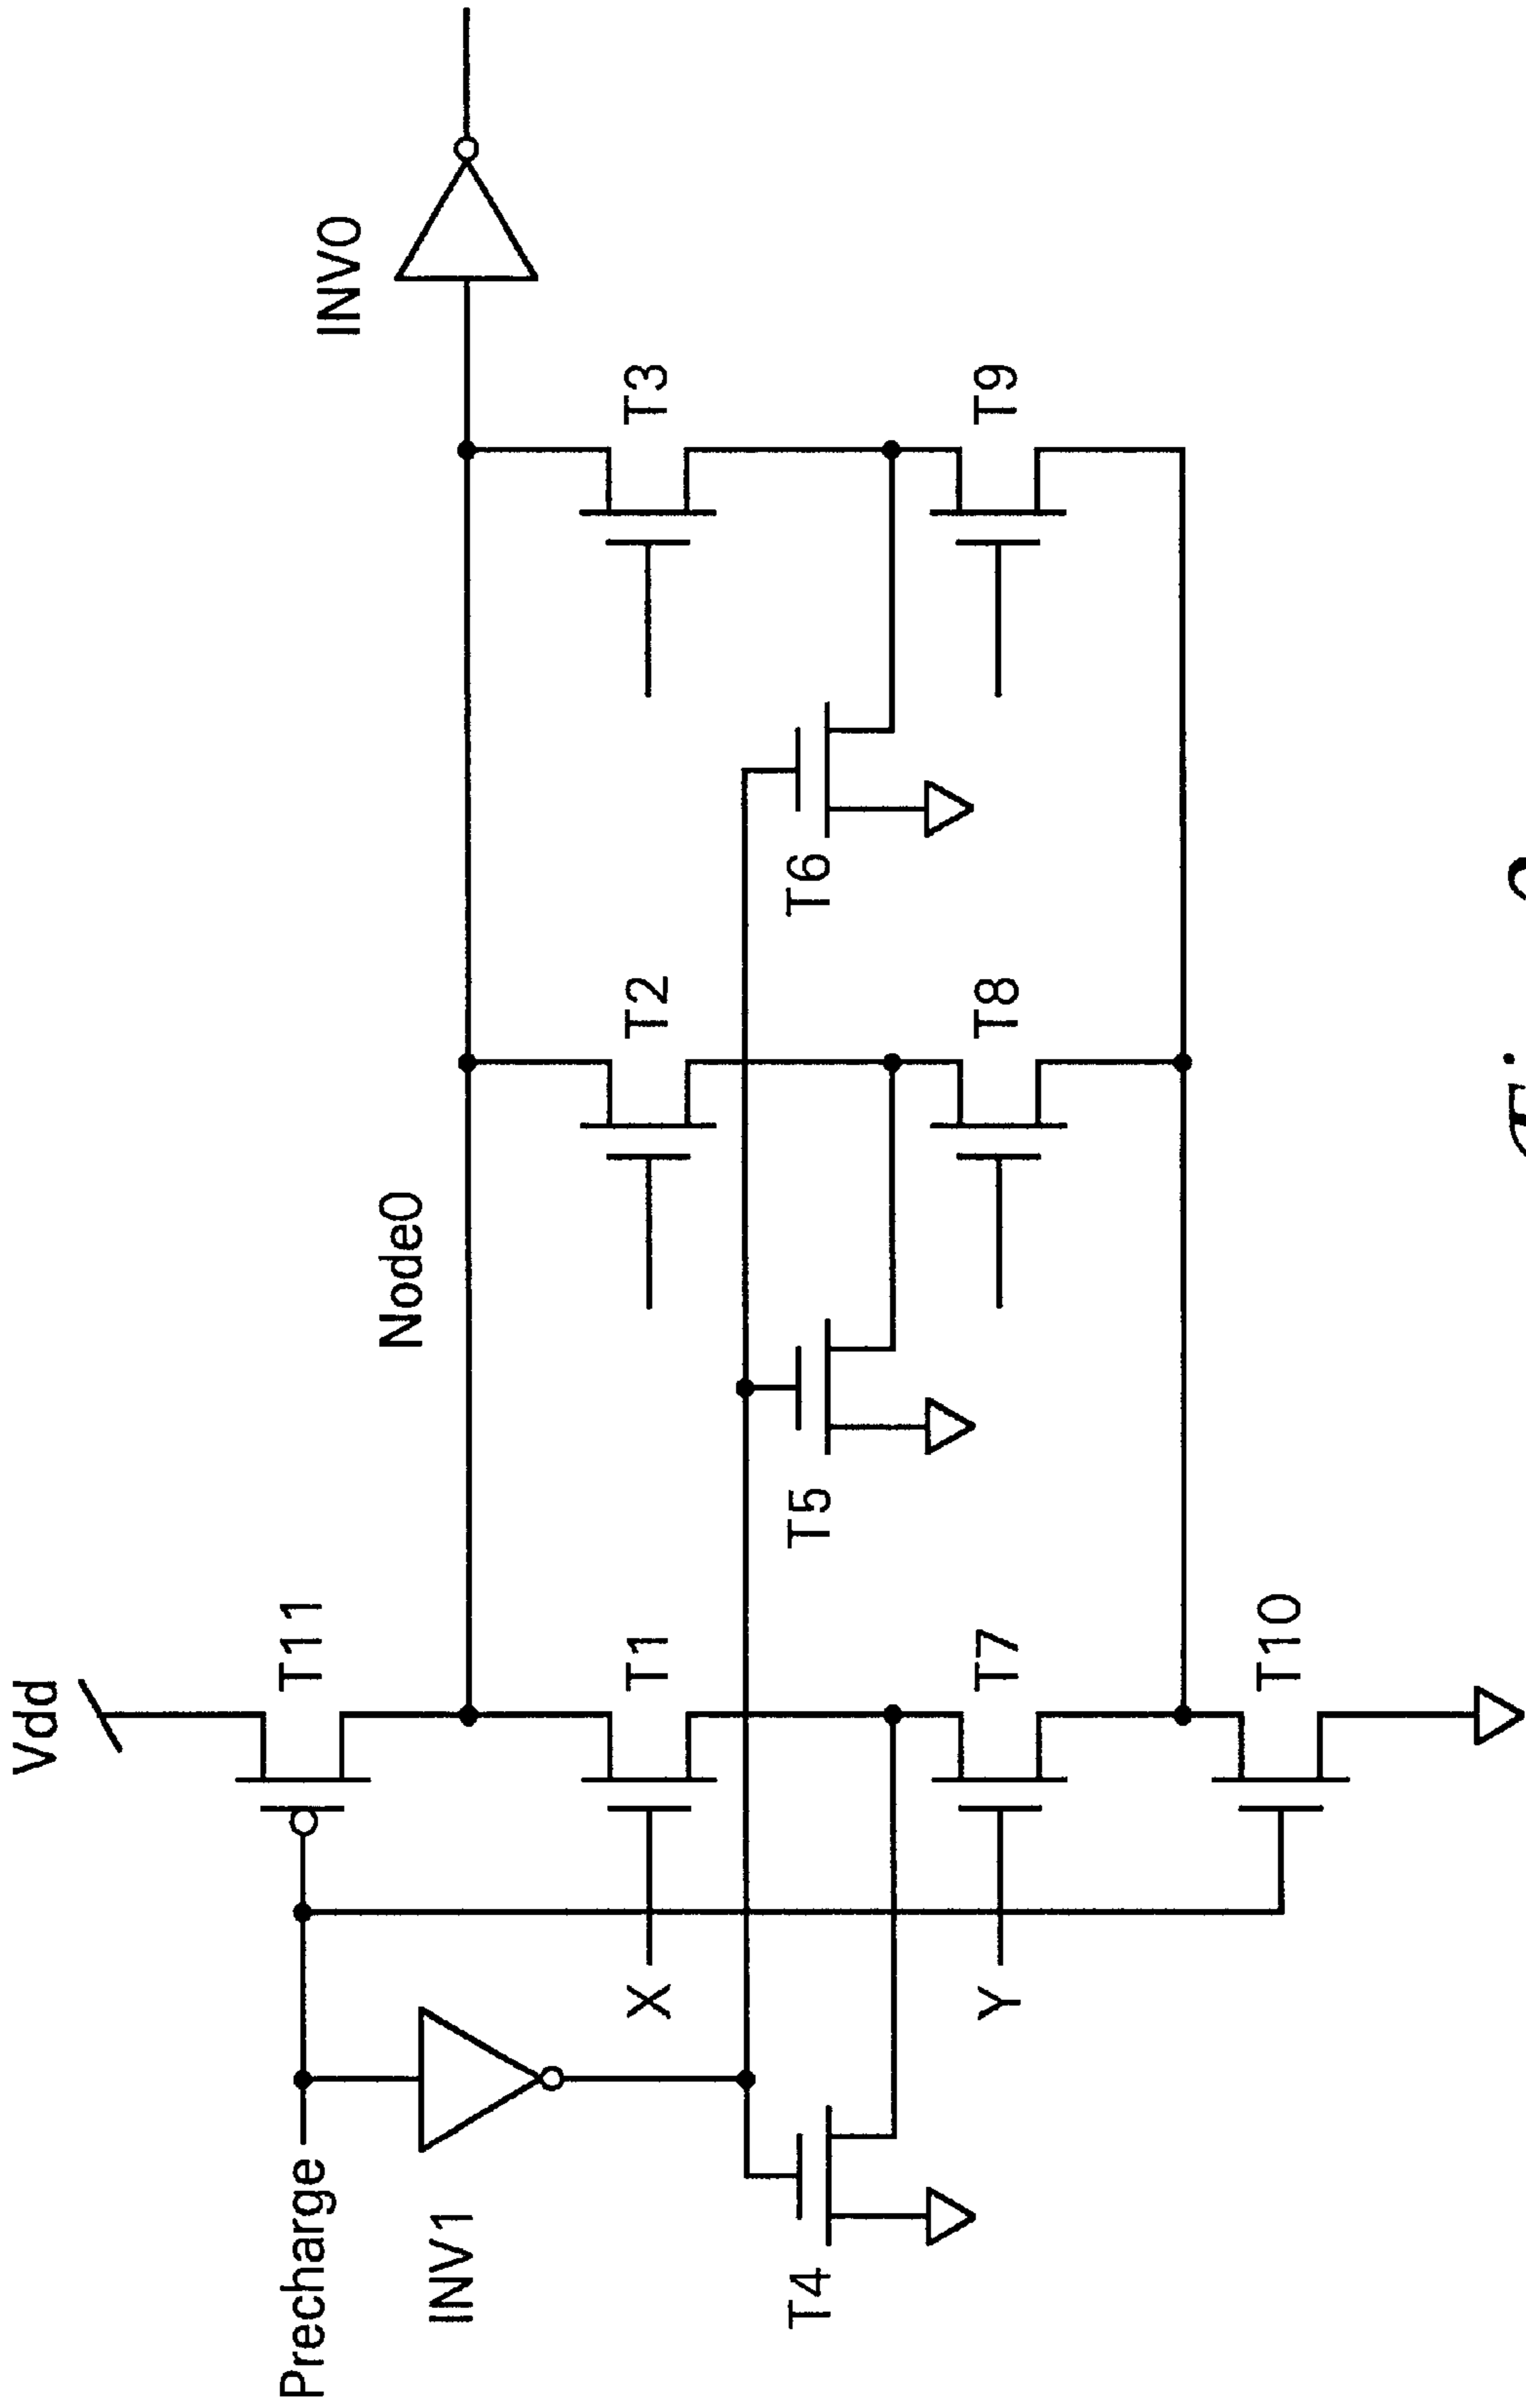 Vdd
T11
Precharge
INV1
Node0
INV0
X
T1
T2
T3
T4
T5
T6
Y
T7
T8
T9
T10